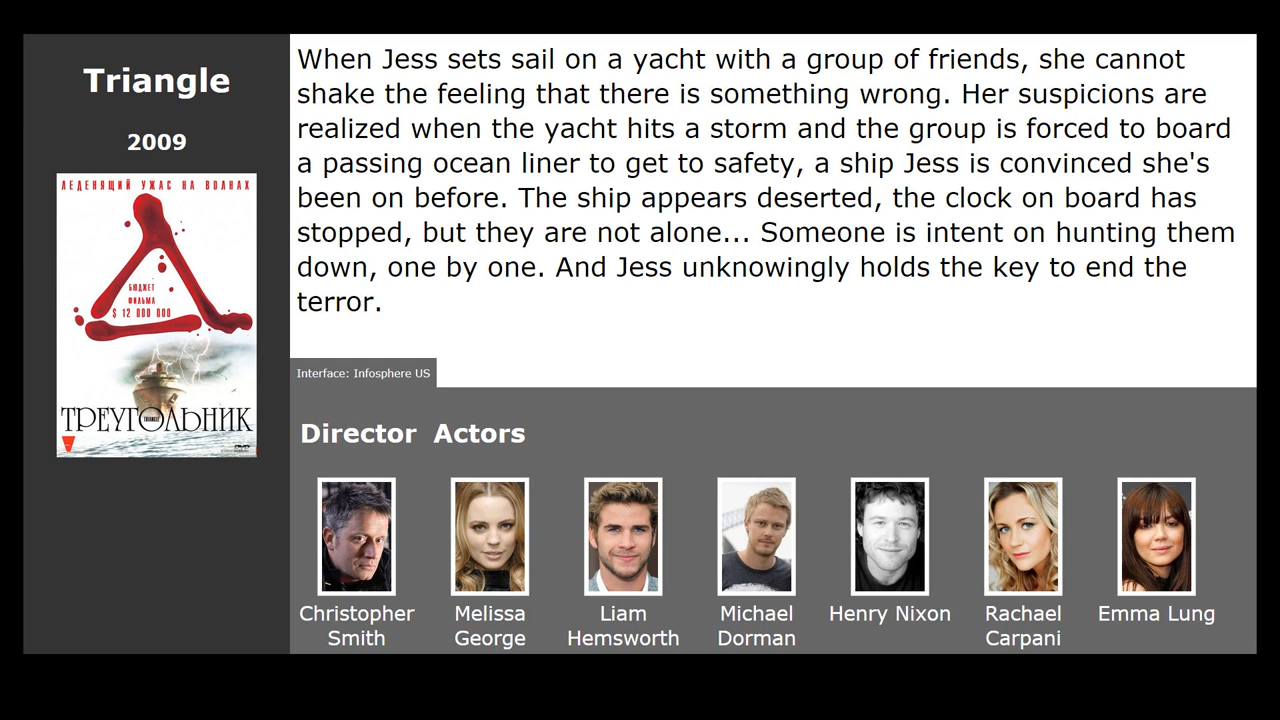 Triangle
2009
ЛЕДЕНЯЩИЙ УЖАС НА ВОЛНАХ
БЮДЖЕТ
ФИЛЬМА
$ 12 000 000
ТРЕУГОЛЬНИК
TRIANGLE
DVD
When Jess sets sail on a yacht with a group of friends, she cannot
shake the feeling that there is something wrong. Her suspicions are
realized when the yacht hits a storm and the group is forced to board
a passing ocean liner to get to safety, a ship Jess is convinced she's
been on before. The ship appears deserted, the clock on board has
stopped, but they are not alone... Someone is intent on hunting them
down, one by one. And Jess unknowingly holds the key to end the
terror.
Interface: Infosphere US
Director Actors
Christopher
Smith
Melissa
George
Liam
Hemsworth
Michael
Dorman
Henry Nixon
Rachael
Carpani
Emma Lung